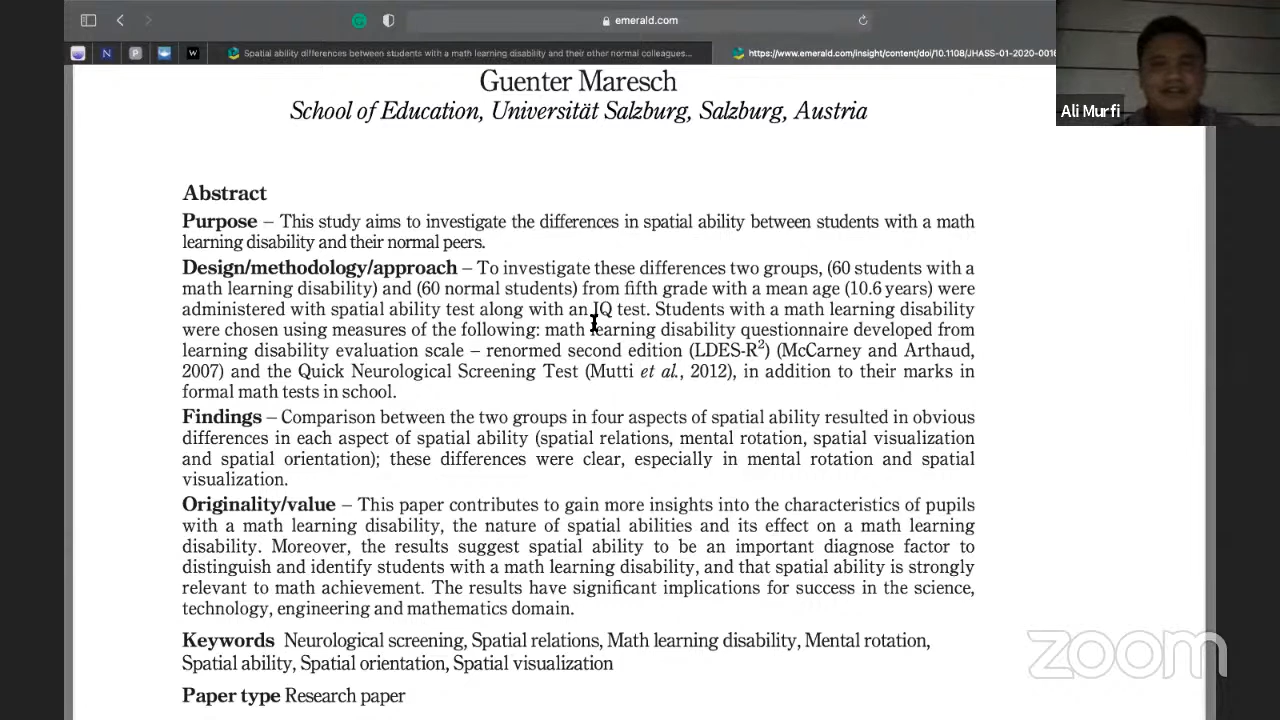 emerald.com
Spatial ability differences between students with a math learning disability and their other normal colleagues...
https://www.emerald.com/insight/content/doi/10.1108/JHASS-01-2020-0016
Ali Murfi
Guenter Maresch
School of Education, Universität Salzburg, Salzburg, Austria
Abstract
Purpose – This study aims to investigate the differences in spatial ability between students with a math
learning disability and their normal peers.
Design/methodology/approach – To investigate these differences two groups, (60 students with a
math learning disability) and (60 normal students) from fifth grade with a mean age (10.6 years) were
administered with spatial ability test along with an IQ test. Students with a math learning disability
were chosen using measures of the following: math learning disability questionnaire developed from
learning disability evaluation scale – renormed second edition (LDES-R²) (McCarney and Arthaud,
2007) and the Quick Neurological Screening Test (Mutti et al., 2012), in addition to their marks in
formal math tests in school.
Findings – Comparison between the two groups in four aspects of spatial ability resulted in obvious
differences in each aspect of spatial ability (spatial relations, mental rotation, spatial visualization
and spatial orientation); these differences were clear, especially in mental rotation and spatial
visualization.
Originality/value – This paper contributes to gain more insights into the characteristics of pupils
with a math learning disability, the nature of spatial abilities and its effect on a math learning
disability. Moreover, the results suggest spatial ability to be an important diagnose factor to
distinguish and identify students with a math learning disability, and that spatial ability is strongly
relevant to math achievement. The results have significant implications for success in the science,
technology, engineering and mathematics domain.
Keywords Neurological screening, Spatial relations, Math learning disability, Mental rotation,
Spatial ability, Spatial orientation, Spatial visualization
Paper type Research paper
zoom